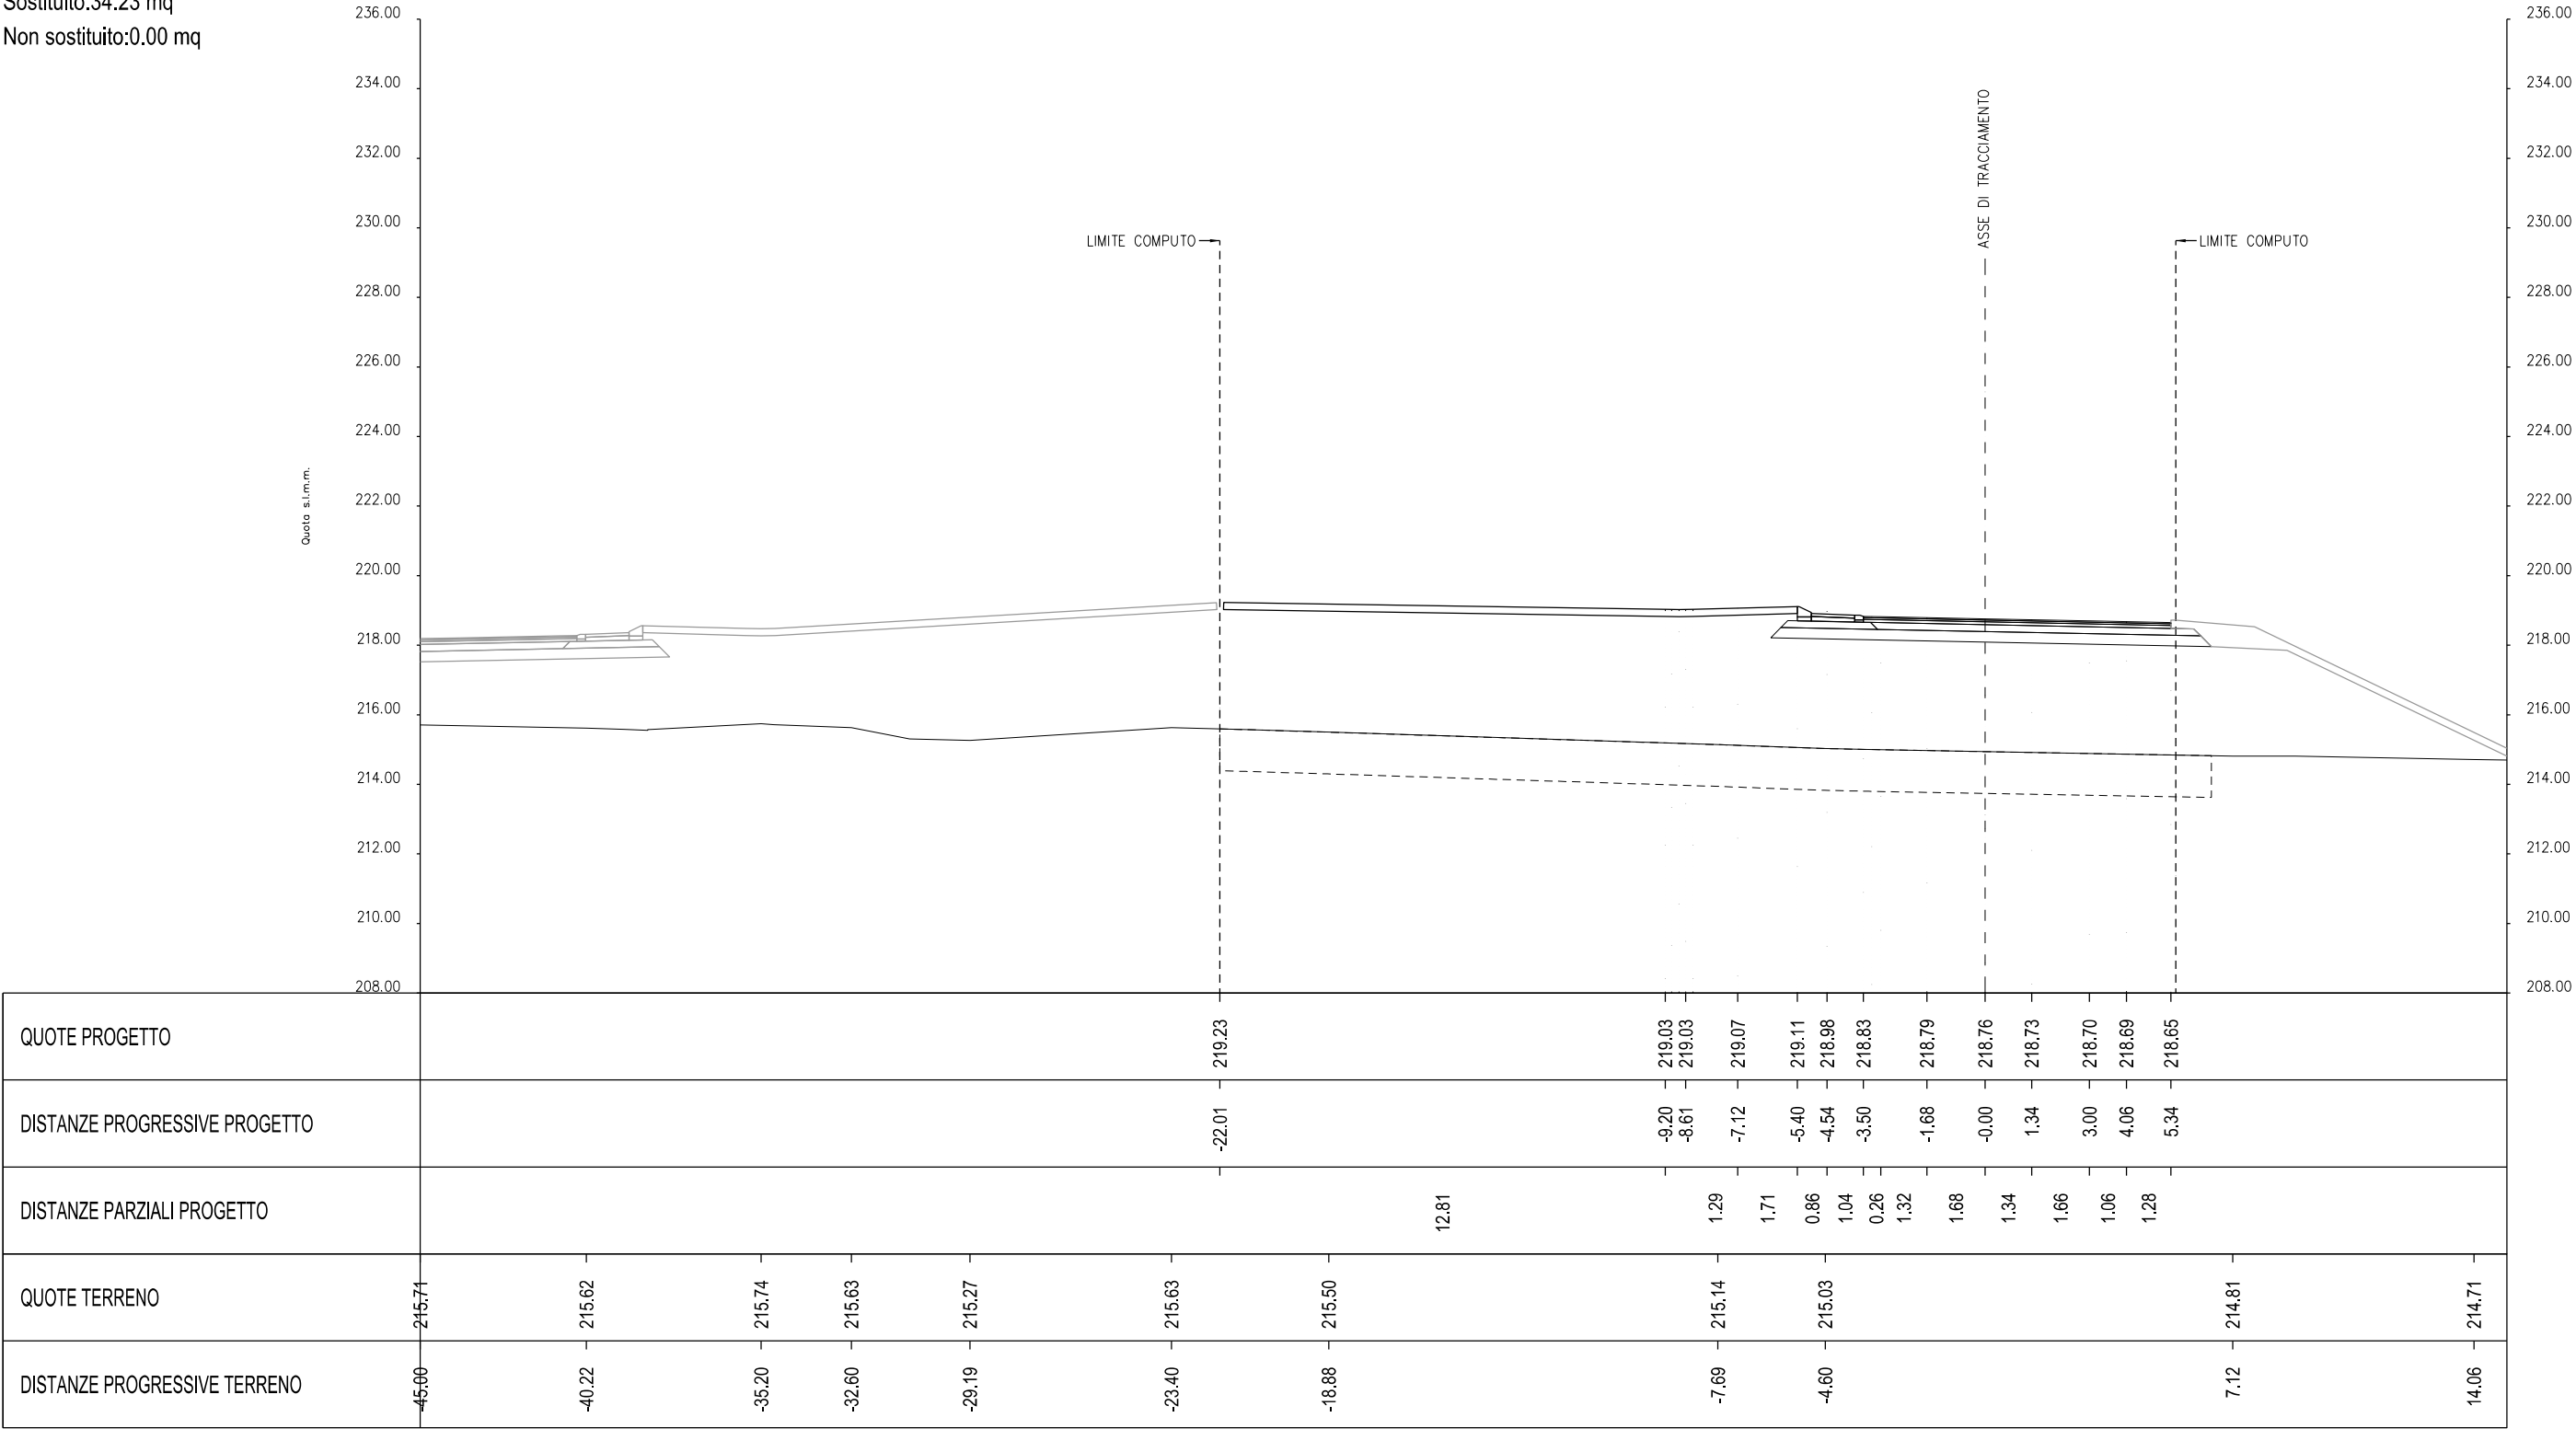 Sostituito:34.23 mq
Non sostituito:0.00 mq
236.00 236.00
234.00 234.00
232.00 232.00
230.00 230.00
228.00 228.00
226.00 226.00
224.00 224.00
222.00 222.00
220.00 220.00
218.00 218.00
216.00 216.00
214.00 214.00
212.00 212.00
210.00 210.00
208.00 208.00
Quota s.l.m.m.
LIMITE COMPUTO
ASSE DI TRACCIAMENTO
LIMITE COMPUTO
QUOTE PROGETTO 219.23 219.03 219.03 219.07 219.11 218.98 218.83 218.79 218.76 218.73 218.70 218.69 218.65
DISTANZE PROGRESSIVE PROGETTO -22.01 -9.20 -8.61 -7.12 -5.40 -4.54 -3.50 -1.68 -0.00 1.34 3.00 4.06 5.34
DISTANZE PARZIALI PROGETTO 12.81 1.29 1.71 0.86 1.04 0.26 1.32 1.68 1.34 1.66 1.06 1.28
QUOTE TERRENO 215.71 215.62 215.74 215.63 215.27 215.63 215.50 215.14 215.03 214.81 214.71
DISTANZE PROGRESSIVE TERRENO -45.00 -40.22 -35.20 -32.60 -29.19 -23.40 -18.88 -7.69 -4.60 7.12 14.06